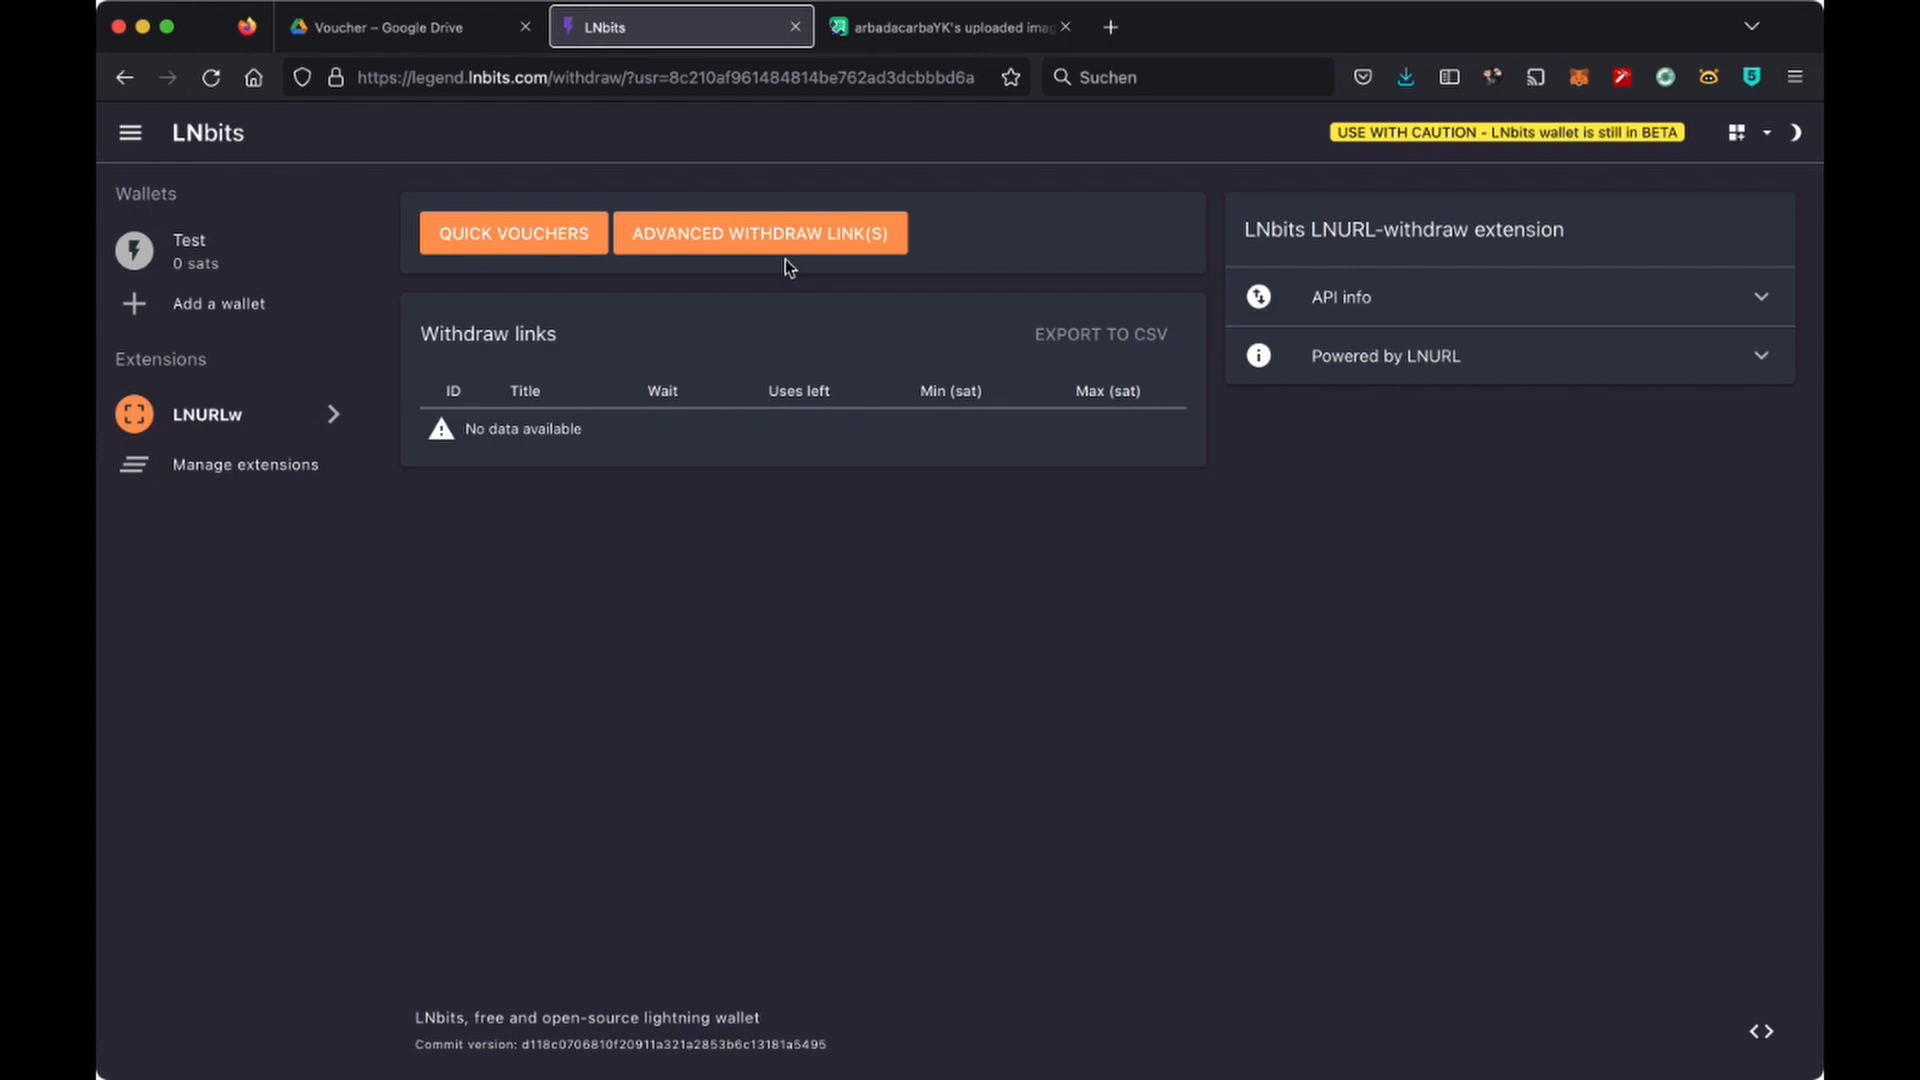 Voucher – Google Drive
LNbits
arbadacarbaYK's uploaded imag
https://legend.lnbits.com/withdraw/?usr=8c210af961484814be762ad3dcbbbd6a
Suchen
5
LNbits
USE WITH CAUTION - LNbits wallet is still in BETA
Wallets
Test
0 sats
Add a wallet
Extensions
LNURLw
Manage extensions
QUICK VOUCHERS
ADVANCED WITHDRAW LINK(S)
Withdraw links
EXPORT TO CSV
ID Title Wait Uses left Min (sat) Max (sat)
No data available
LNbits LNURL-withdraw extension
API info
Powered by LNURL
LNbits, free and open-source lightning wallet
Commit version: d118c0706810f20911a321a2853b6c13181a5495